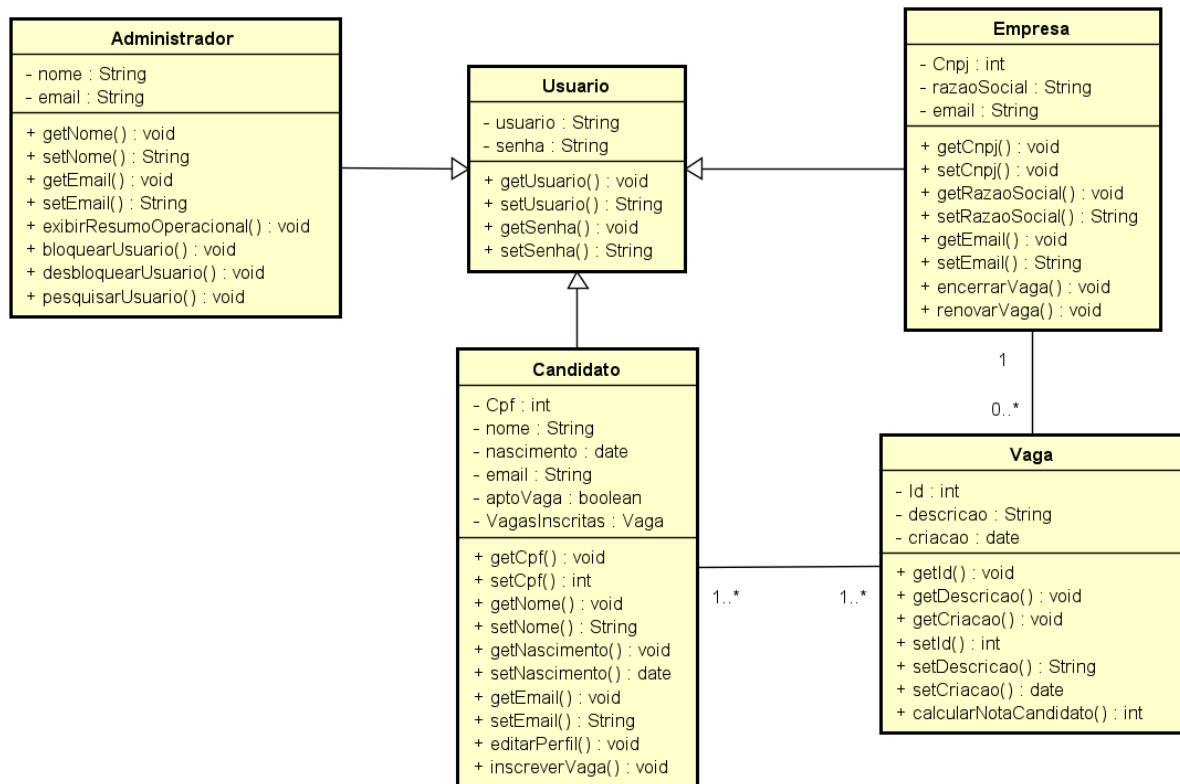 Administrador
- nome : String
- email : String
+ getNome() : void
+ setNome() : String
+ getEmail() : void
+ setEmail() : String
+ exibirResumoOperacional() : void
+ bloquearUsuario() : void
+ desbloquearUsuario() : void
+ pesquisarUsuario() : void
Usuario
- usuario : String
- senha : String
+ getUsuario() : void
+ setUsuario() : String
+ getSenha() : void
+ setSenha() : String
Empresa
- Cnpj : int
- razaoSocial : String
- email : String
+ getCnpj() : void
+ setCnpj() : void
+ getRazaoSocial() : void
+ setRazaoSocial() : String
+ getEmail() : void
+ setEmail() : String
+ encerrarVaga() : void
+ renovarVaga() : void
1
0..*
Candidato
- Cpf : int
- nome : String
- nascimento : date
- email : String
- aptoVaga : boolean
- VagasInscritas : Vaga
+ getCpf() : void
+ setCpf() : int
+ getNome() : void
+ setNome() : String
+ getNascimento() : void
+ setNascimento() : date
+ getEmail() : void
+ setEmail() : String
+ editarPerfil() : void
+ inscreverVaga() : void
1..*
1..*
Vaga
- Id : int
- descricao : String
- criacao : date
+ getId() : void
+ getDescricao() : void
+ getCriacao() : void
+ setId() : int
+ setDescricao() : String
+ setCriacao() : date
+ calcularNotaCandidato() : int